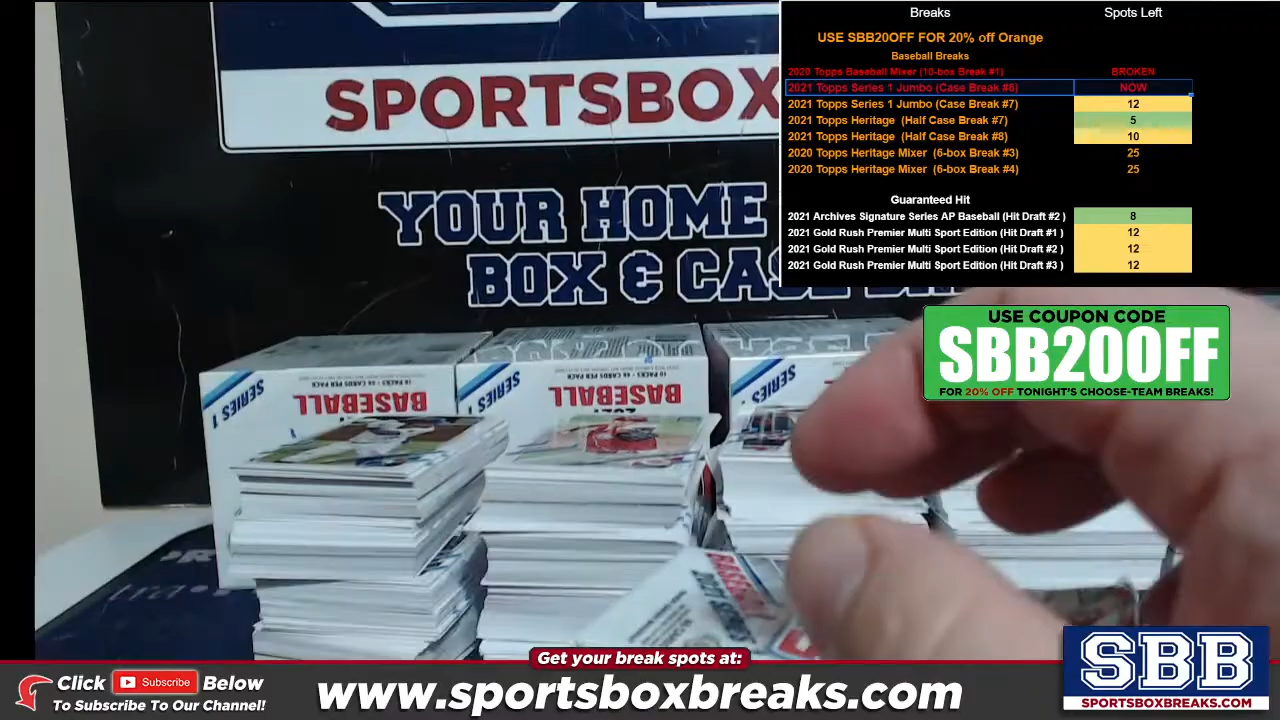 Breaks Spots Left
USE SBB20OFF FOR 20% off Orange
Baseball Breaks
2020 Topps Baseball Mixer (10-box Break #1) BROKEN
2021 Topps Series 1 Jumbo (Case Break #6) NOW
2021 Topps Series 1 Jumbo (Case Break #7) 12
2021 Topps Heritage (Half Case Break #7) 5
2021 Topps Heritage (Half Case Break #8) 10
2020 Topps Heritage Mixer (6-box Break #3) 25
2020 Topps Heritage Mixer (6-box Break #4) 25
Guaranteed Hit
2021 Archives Signature Series AP Baseball (Hit Draft #2 ) 8
2021 Gold Rush Premier Multi Sport Edition (Hit Draft #1 ) 12
2021 Gold Rush Premier Multi Sport Edition (Hit Draft #2 ) 12
2021 Gold Rush Premier Multi Sport Edition (Hit Draft #3 ) 12
SPORTSBOX
YOUR HOME
BOX & CA
USE COUPON CODE
SBB20OFF
FOR 20% OFF TONIGHT'S CHOOSE-TEAM BREAKS!
SERIES 1
BASEBALL
SERIES 1
BASEBALL
SERIES 1
Get your break spots at:
Click Subscribe Below
To Subscribe To Our Channel!
www.sportsboxbreaks.com
SBB
SPORTSBOXBREAKS.COM